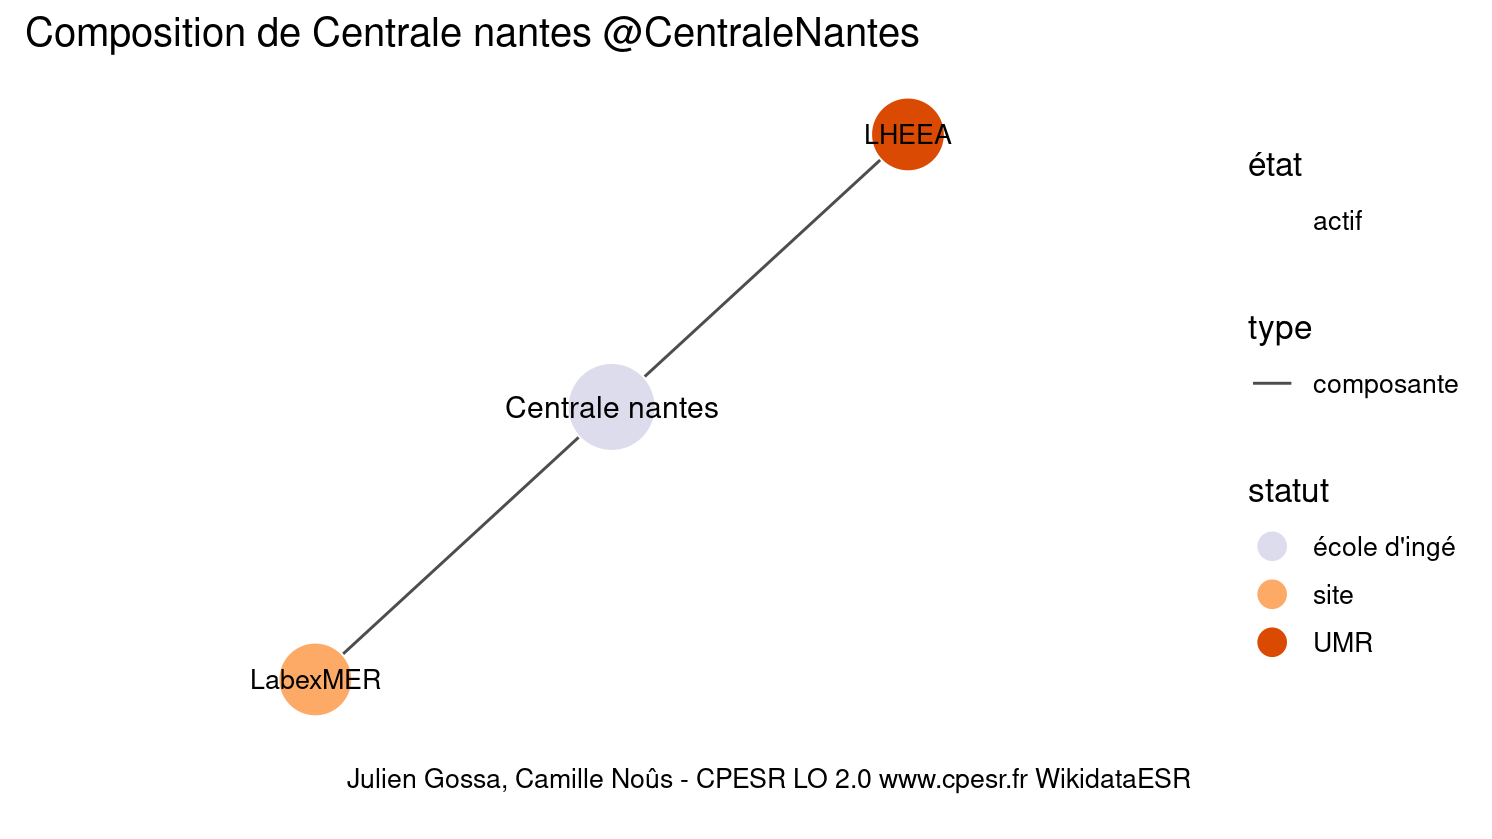 Composition de Centrale nantes @CentraleNantes
LHEEA
Centrale nantes
LabexMER
état
actif
type
composante
statut
école d'ingé
site
UMR
Julien Gossa, Camille Noûs - CPESR LO 2.0 www.cpesr.fr WikidataESR